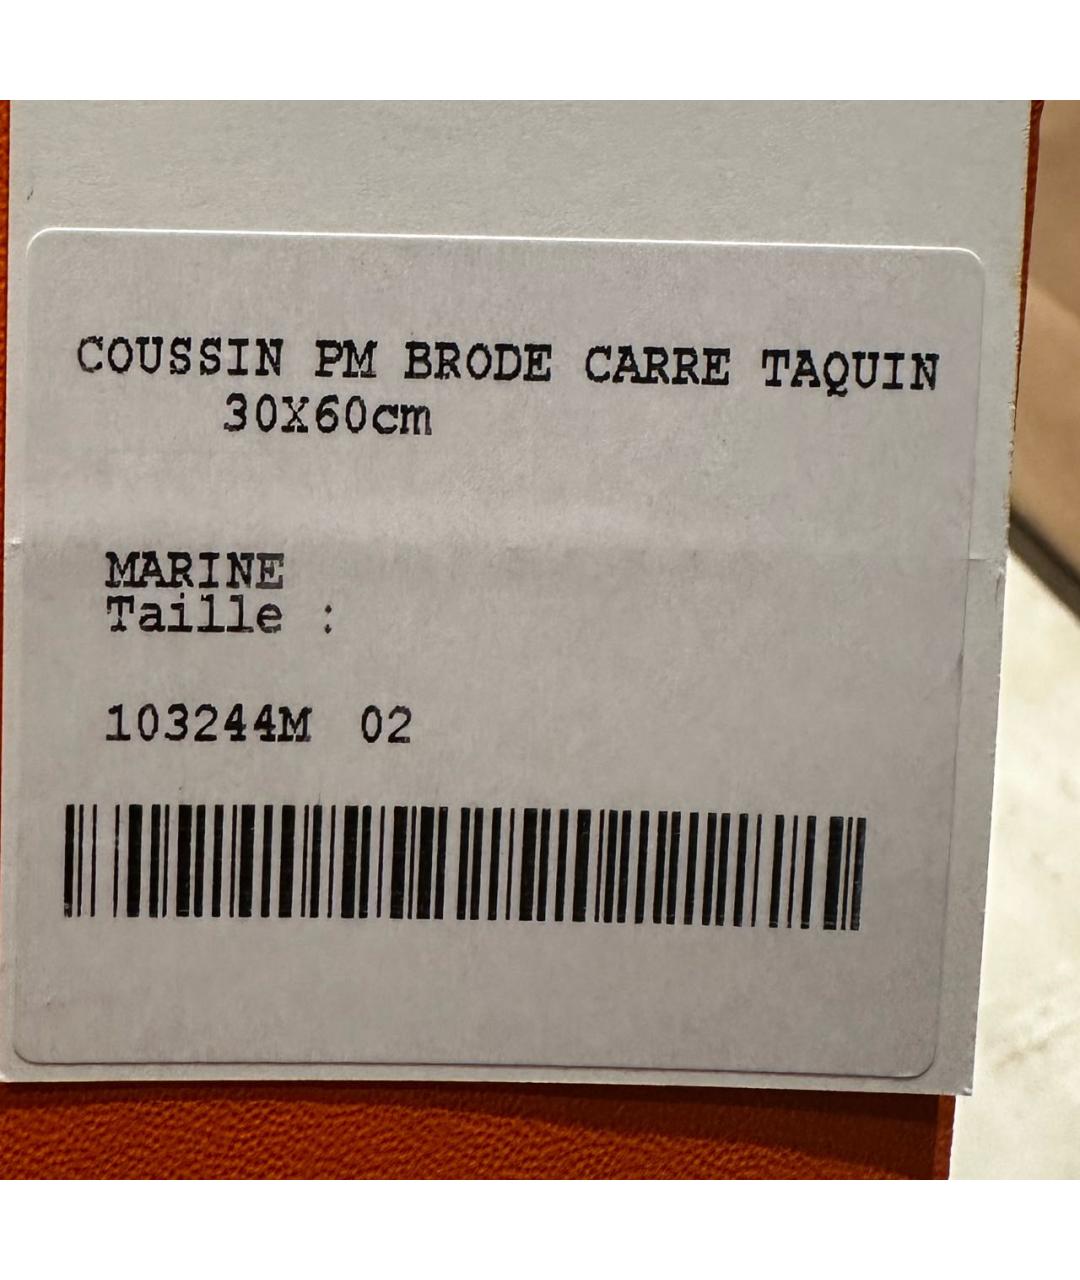 COUSSIN PM BRODE CARRE TAQUIN
30X60cm
MARINE
Taille :
103244M 02